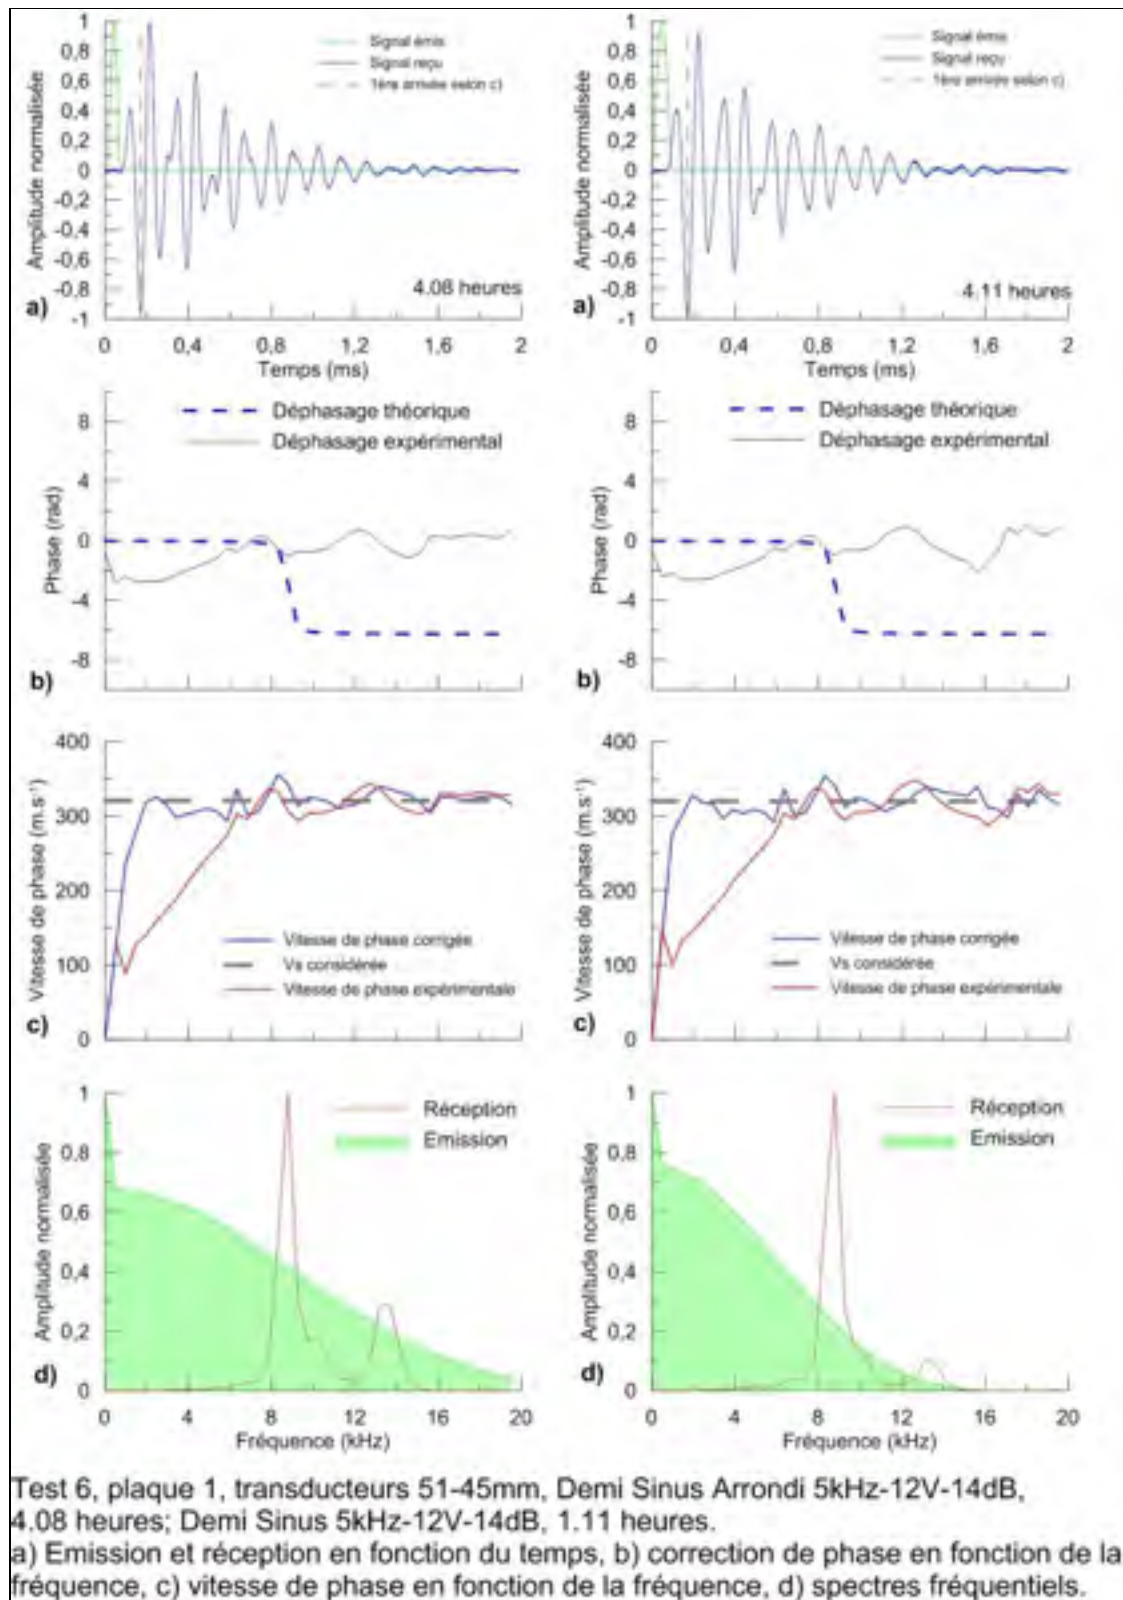 Amplitude normalisée
1
0,8
0,6
0,4
0,2
0
-0,2
-0,4
-0,6
-0,8
-1
Signal émis
Signal reçu
1ère arrivée selon c)
4.08 heures
a)
0 0,4 0,8 1,2 1,6 2
Temps (ms)
Amplitude normalisée
1
0,8
0,6
0,4
0,2
0
-0,2
-0,4
-0,6
-0,8
-1
Signal émis
Signal reçu
1ère arrivée selon c)
4.11 heures
a)
0 0,4 0,8 1,2 1,6 2
Temps (ms)
Phase (rad)
8
4
0
-4
-8
Déphasage théorique
Déphasage expérimental
b)
Phase (rad)
8
4
0
-4
-8
Déphasage théorique
Déphasage expérimental
b)
Vitesse de phase (m.s⁻¹)
400
300
200
100
0
Vitesse de phase corrigée
Vs considérée
Vitesse de phase expérimentale
c)
Vitesse de phase (m.s⁻¹)
400
300
200
100
0
Vitesse de phase corrigée
Vs considérée
Vitesse de phase expérimentale
c)
Amplitude normalisée
1
0,8
0,6
0,4
0,2
0
Réception
Emission
d)
0 4 8 12 16 20
Fréquence (kHz)
Amplitude normalisée
1
0,8
0,6
0,4
0,2
0
Réception
Emission
d)
0 4 8 12 16 20
Fréquence (kHz)
Test 6, plaque 1, transducteurs 51-45mm, Demi Sinus Arrondi 5kHz-12V-14dB,
4.08 heures; Demi Sinus 5kHz-12V-14dB, 1.11 heures.
a) Emission et réception en fonction du temps, b) correction de phase en fonction de la
fréquence, c) vitesse de phase en fonction de la fréquence, d) spectres fréquentiels.